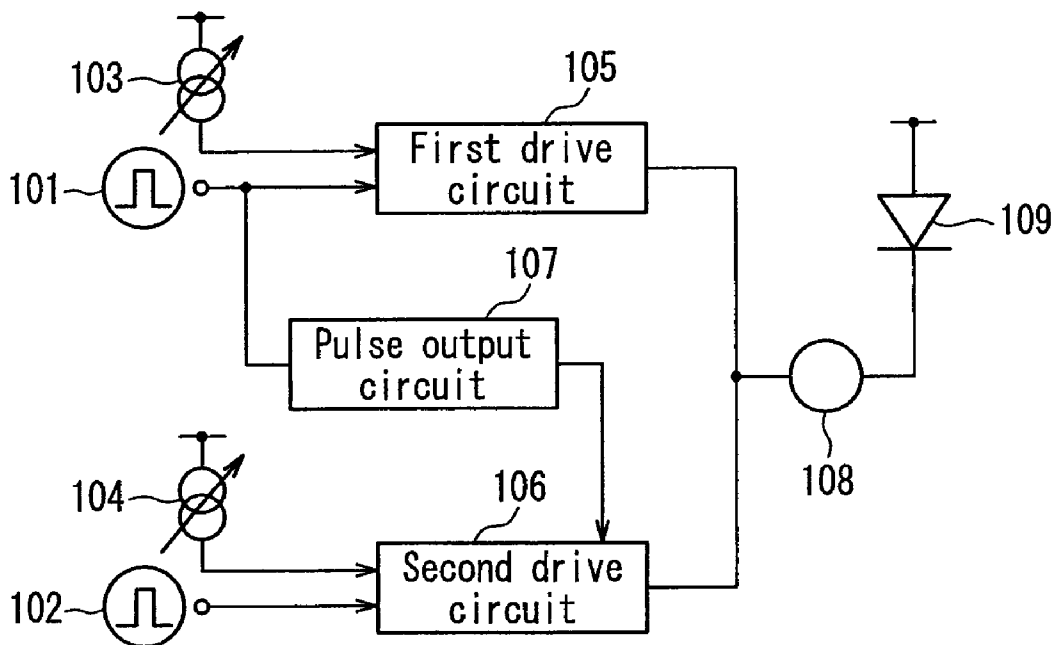 103
105
First drive
circuit
101
109
107
Pulse output
circuit
108
104
106
Second drive
circuit
102